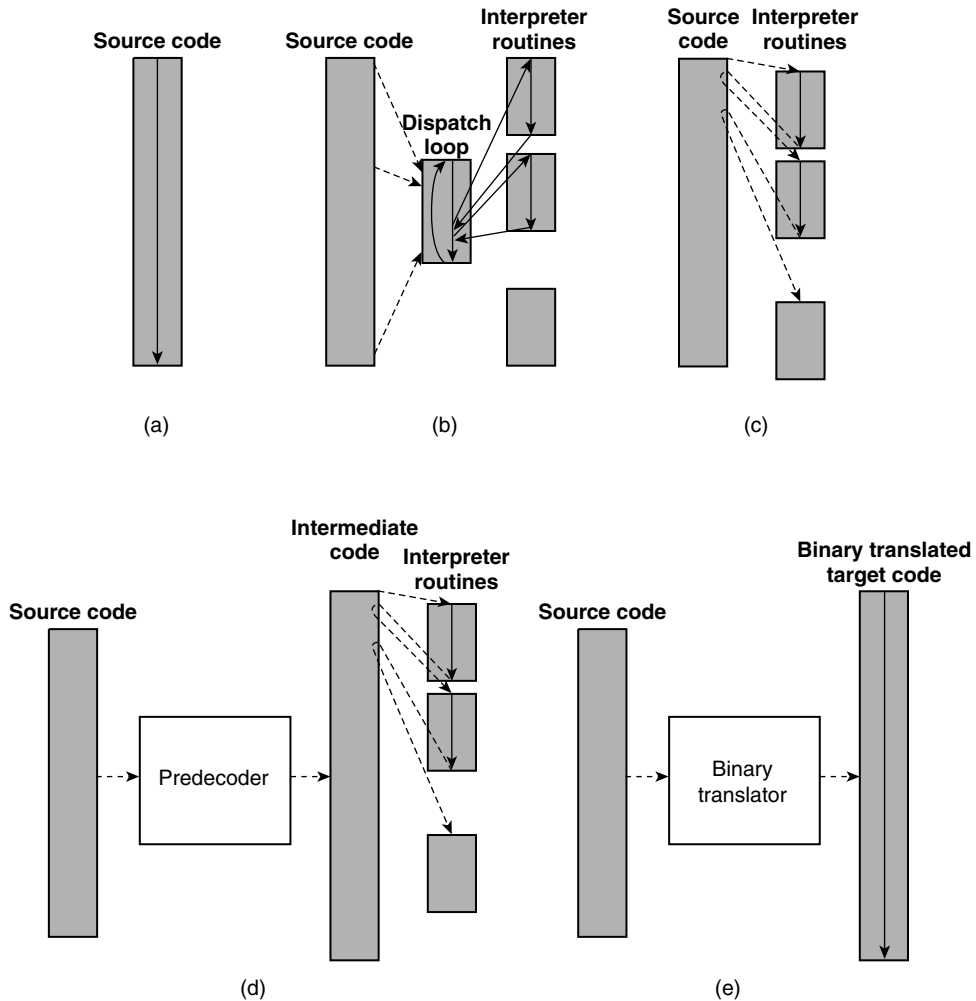 Source code
Source code
Dispatch
loop
Interpreter
routines
Source
code
Interpreter
routines
(a)
(b)
(c)
Source code
Predecoder
Intermediate
code
Interpreter
routines
Source code
Binary
translator
Binary translated
target code
(d)
(e)